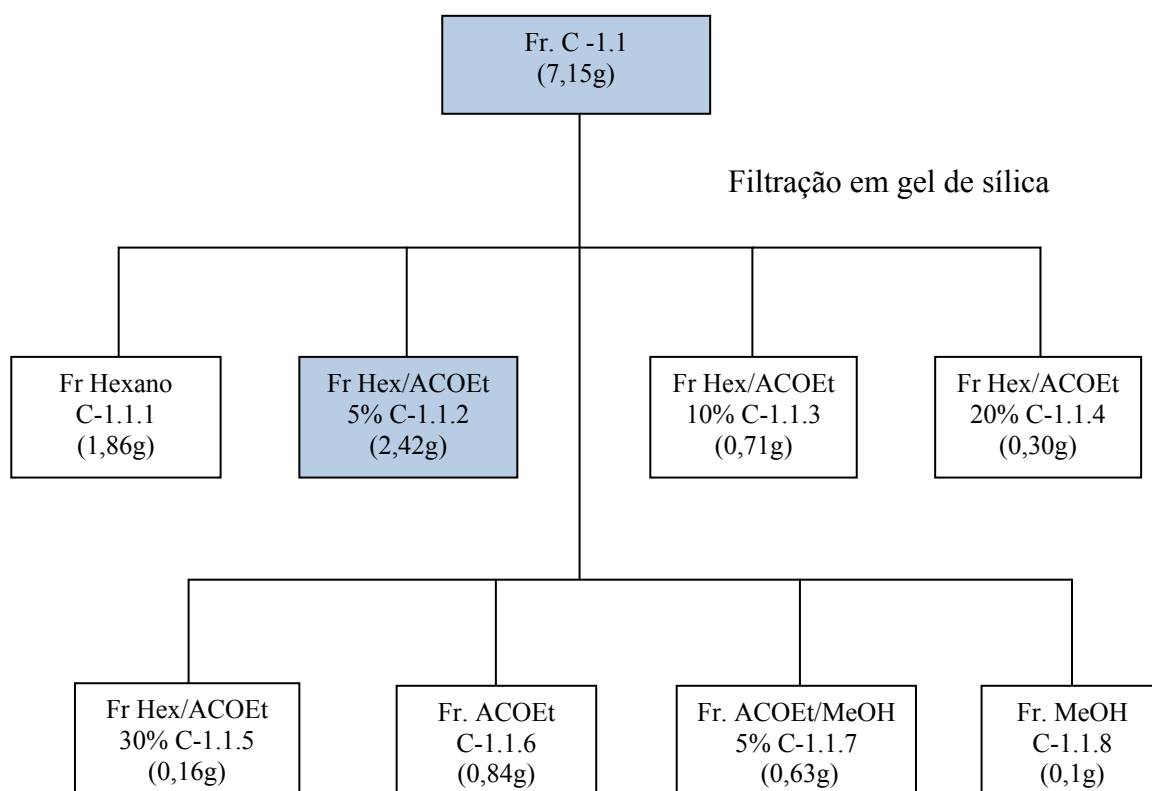 Fr. C -1.1
(7,15g)
Filtração em gel de sílica
Fr Hexano
C-1.1.1
(1,86g)
Fr Hex/ACOEt
5% C-1.1.2
(2,42g)
Fr Hex/ACOEt
10% C-1.1.3
(0,71g)
Fr Hex/ACOEt
20% C-1.1.4
(0,30g)
Fr Hex/ACOEt
30% C-1.1.5
(0,16g)
Fr. ACOEt
C-1.1.6
(0,84g)
Fr. ACOEt/MeOH
5% C-1.1.7
(0,63g)
Fr. MeOH
C-1.1.8
(0,1g)